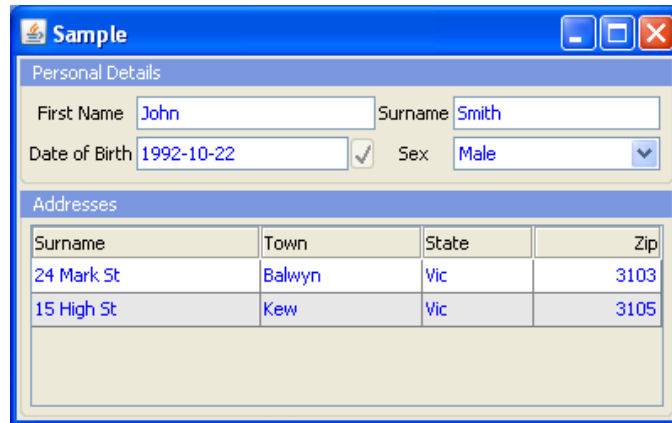 Sample
Personal Details
First Name John Surname Smith
Date of Birth 1992-10-22 Sex Male
Addresses
Surname Town State Zip
24 Mark St Balwyn Vic 3103
15 High St Kew Vic 3105